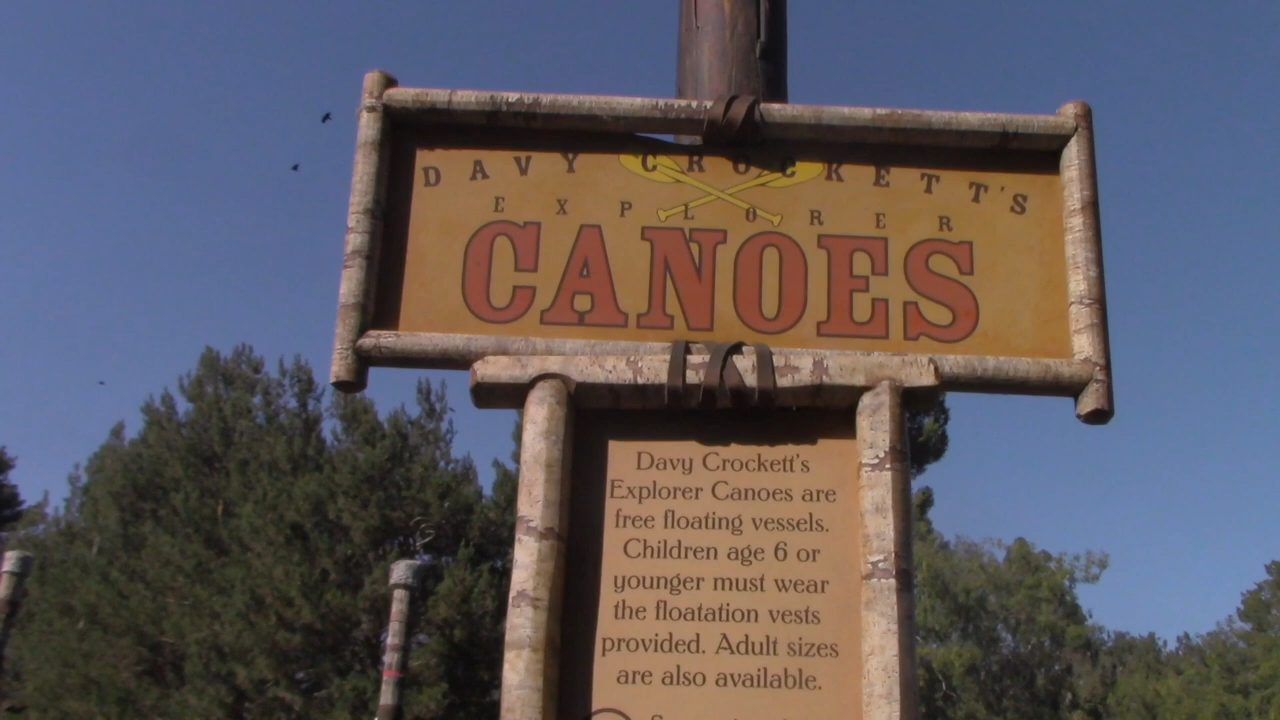 DAVY CROCKETT'S
EXPLORER
CANOES
Davy Crockett's
Explorer Canoes are
free floating vessels.
Children age 6 or
younger must wear
the floatation vests
provided. Adult sizes
are also available.